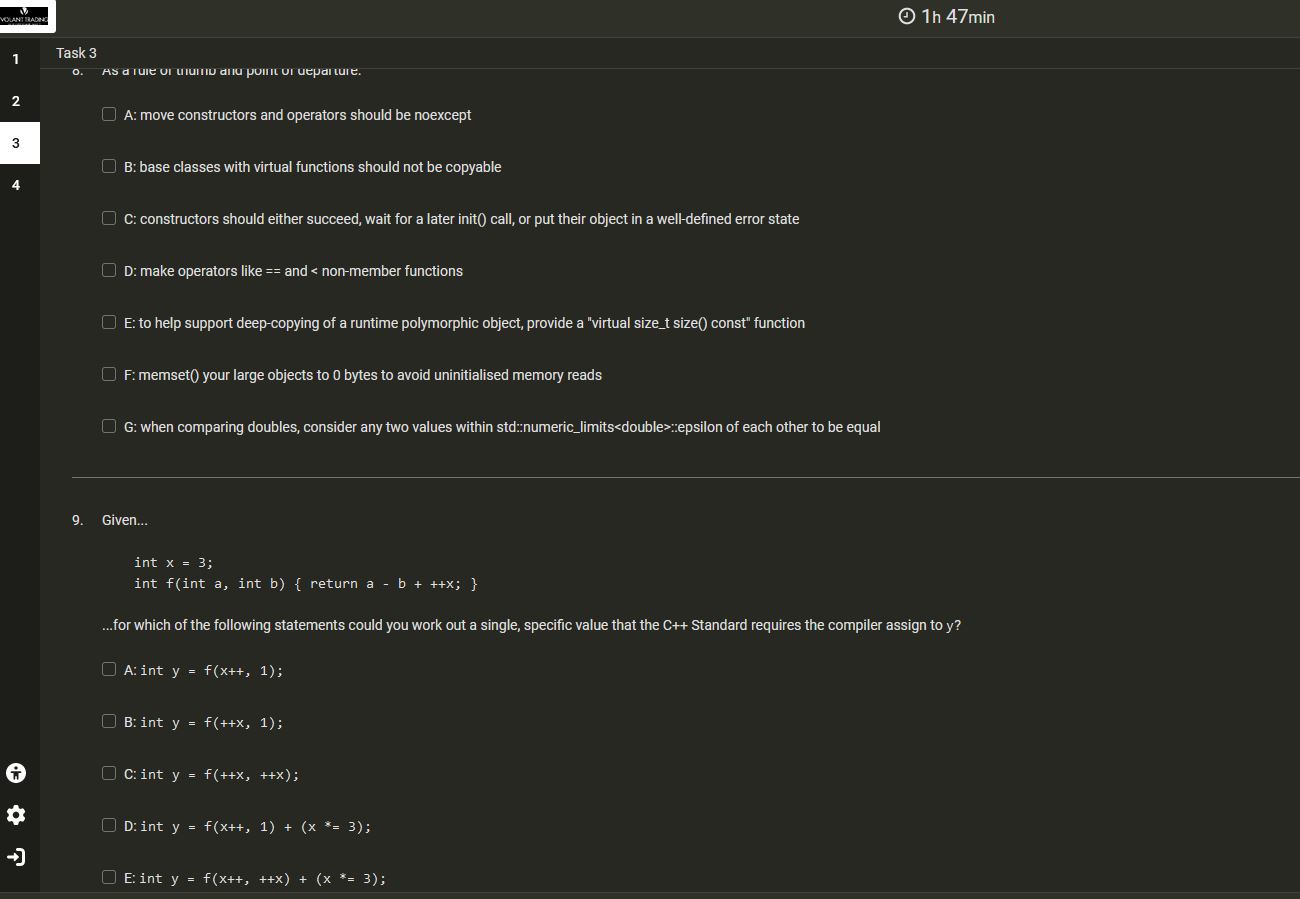 VOLANT TRADING
1h 47min
Task 3
1
2
3
4
8. As a rule of thumb and point of departure:
A: move constructors and operators should be noexcept
B: base classes with virtual functions should not be copyable
C: constructors should either succeed, wait for a later init() call, or put their object in a well-defined error state
D: make operators like == and < non-member functions
E: to help support deep-copying of a runtime polymorphic object, provide a "virtual size_t size() const" function
F: memset() your large objects to 0 bytes to avoid uninitialised memory reads
G: when comparing doubles, consider any two values within std::numeric_limits<double>::epsilon of each other to be equal
9. Given...
int x = 3;
int f(int a, int b) { return a - b + ++x; }
...for which of the following statements could you work out a single, specific value that the C++ Standard requires the compiler assign to y?
A: int y = f(x++, 1);
B: int y = f(++x, 1);
C: int y = f(++x, ++x);
D: int y = f(x++, 1) + (x *= 3);
E: int y = f(x++, ++x) + (x *= 3);